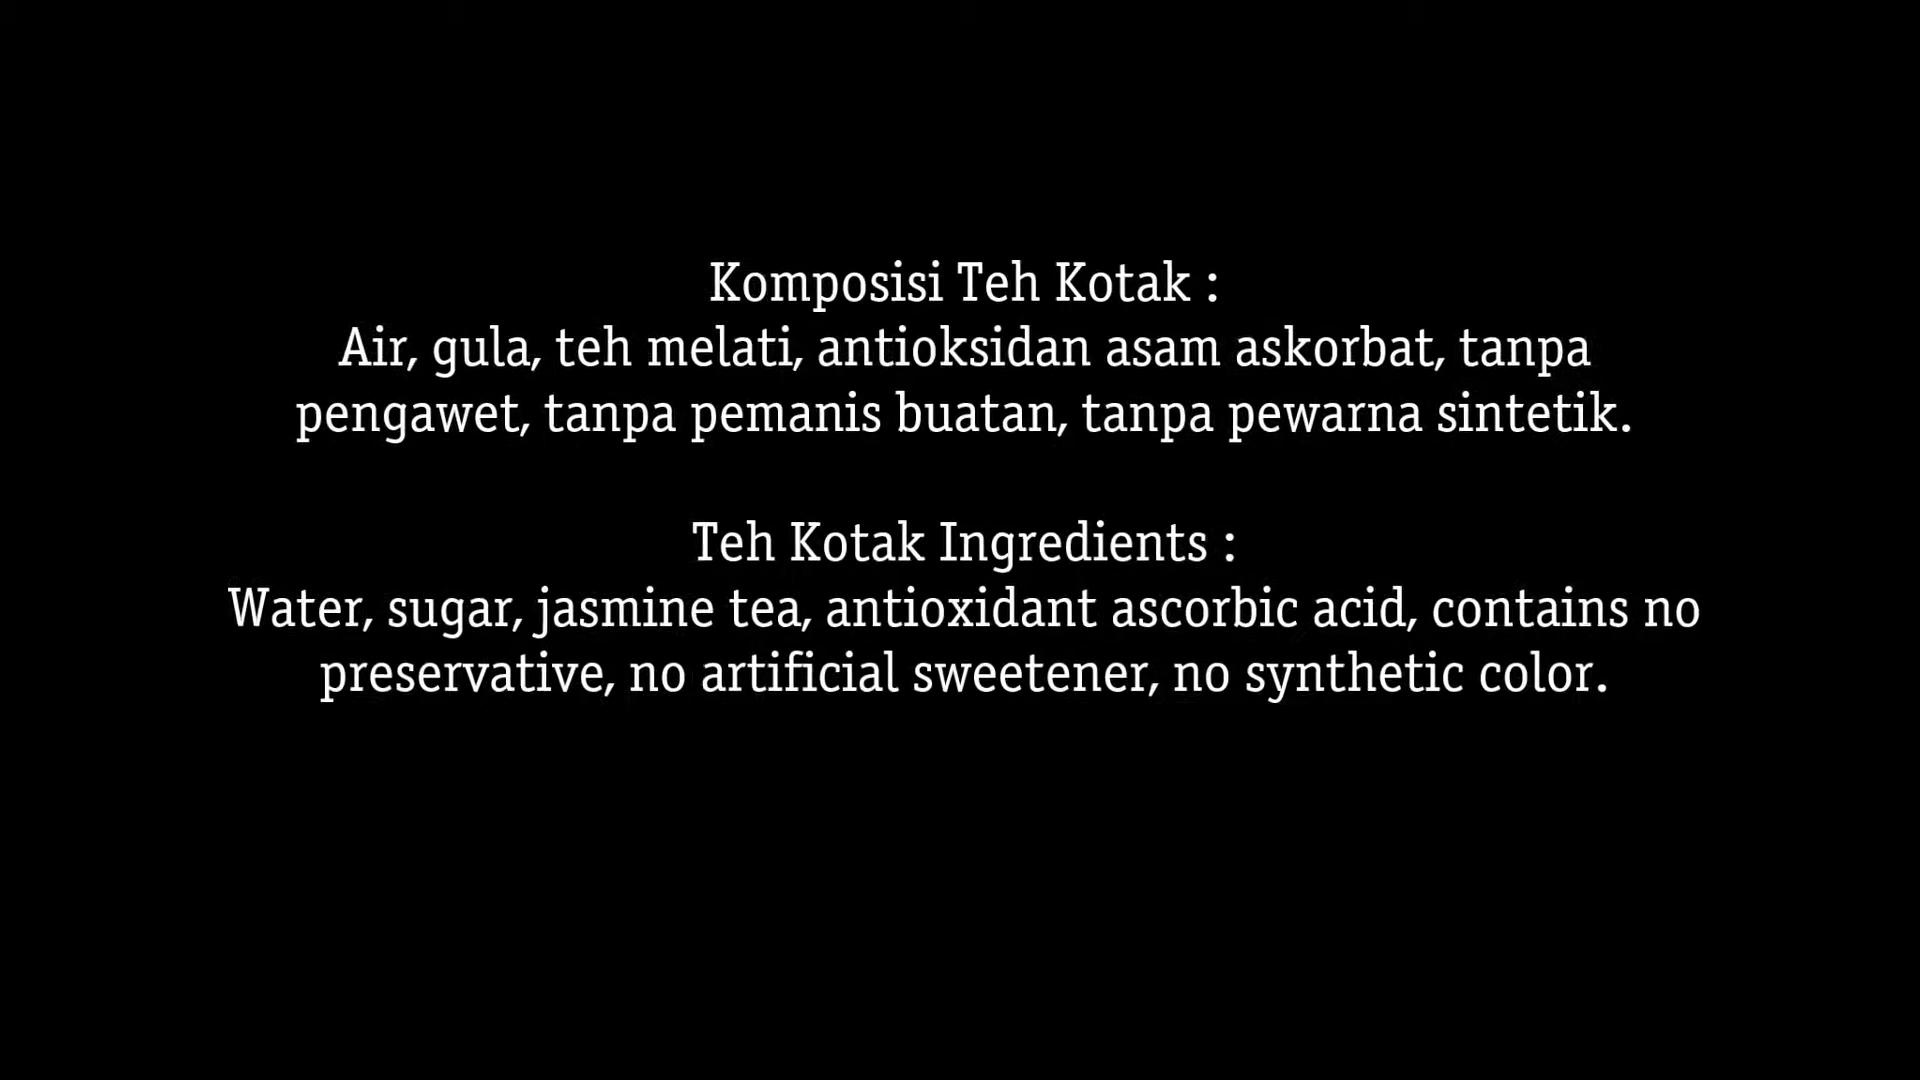 Komposisi Teh Kotak :
Air, gula, teh melati, antioksidan asam askorbat, tanpa
pengawet, tanpa pemanis buatan, tanpa pewarna sintetik.
Teh Kotak Ingredients :
Water, sugar, jasmine tea, antioxidant ascorbic acid, contains no
preservative, no artificial sweetener, no synthetic color.